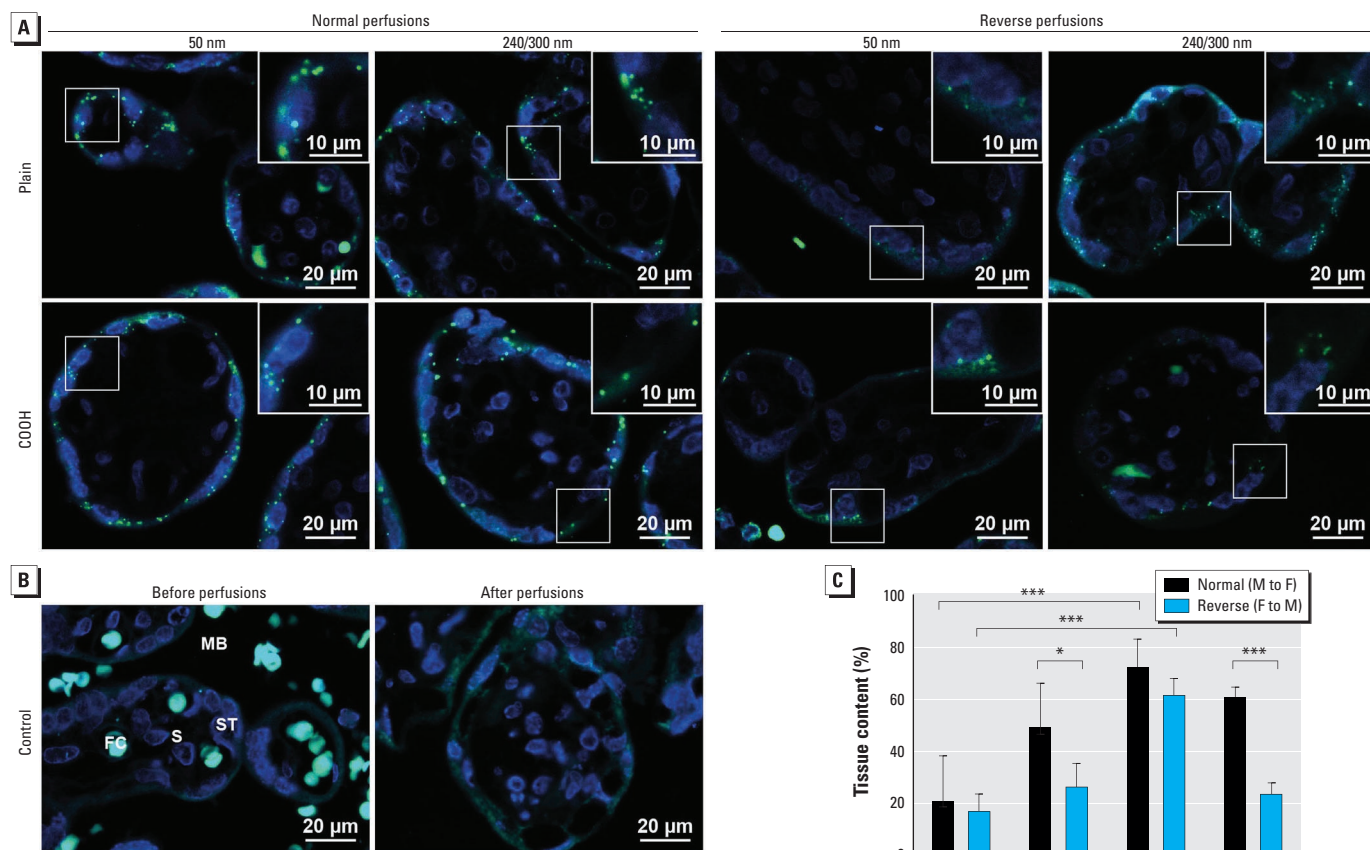 A
Normal perfusions
Reverse perfusions
50 nm
240/300 nm
50 nm
240/300 nm
Plain
10 µm
20 µm
10 µm
20 µm
10 µm
20 µm
10 µm
20 µm
COOH
10 µm
20 µm
10 µm
20 µm
10 µm
20 µm
10 µm
20 µm
B
Before perfusions
After perfusions
Control
MB
ST
S
FC
20 µm
20 µm
C
Normal (M to F)
Reverse (F to M)
Tissue content (%)
100
80
60
40
20
***
***
*
***